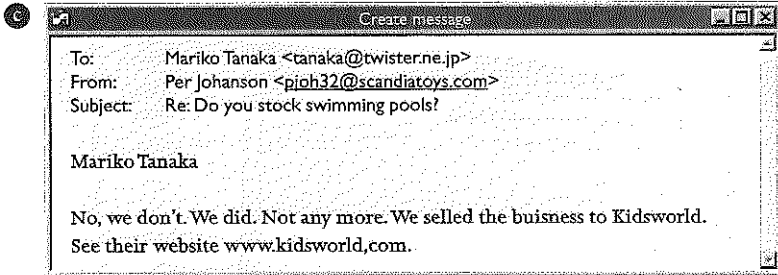 C
Create message
To: Mariko Tanaka <tanaka@twister.ne.jp>
From: Per Johanson <pjoh32@scandiatoys.com>
Subject: Re: Do you stock swimming pools?
Mariko Tanaka
No, we don't. We did. Not any more. We selled the buisness to Kidsworld.
See their website www.kidsworld,com.